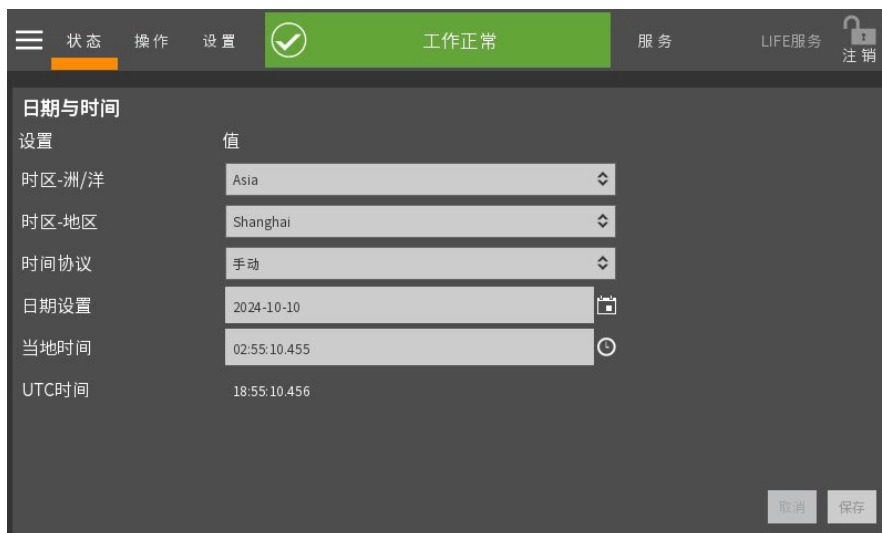 状态 操作 设置 工作正常 服务 LIFE服务 注销
日期与时间
设置 值
时区-洲/洋 Asia
时区-地区 Shanghai
时间协议 手动
日期设置 2024-10-10
当地时间 02:55:10.455
UTC时间 18:55:10.456
取消 保存